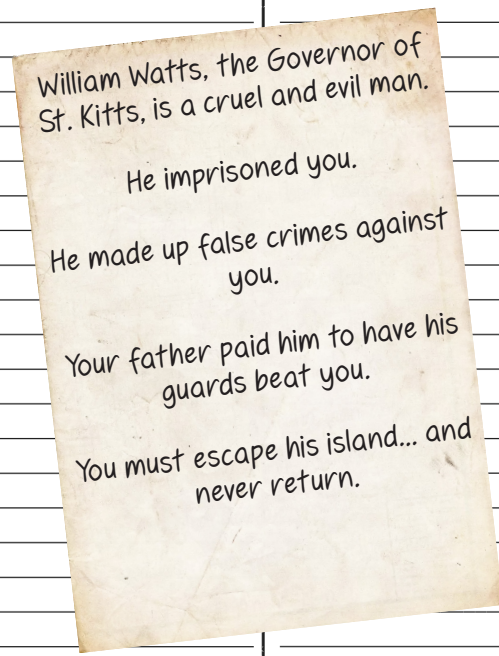 William Watts, the Governor of
St. Kitts, is a cruel and evil man.
He imprisoned you.
He made up false crimes against
you.
Your father paid him to have his
guards beat you.
You must escape his island... and
never return.